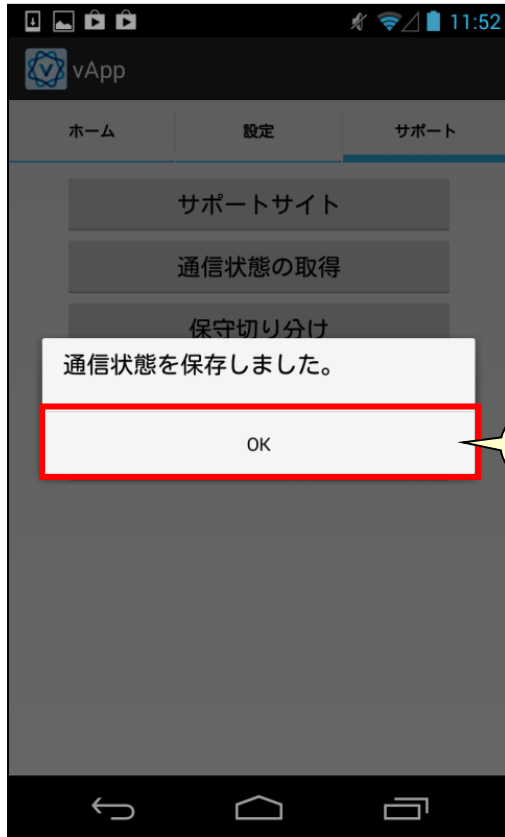 11:52
vApp
ホーム 設定 サポート
サポートサイト
通信状態の取得
保守切り分け
通信状態を保存しました。
OK